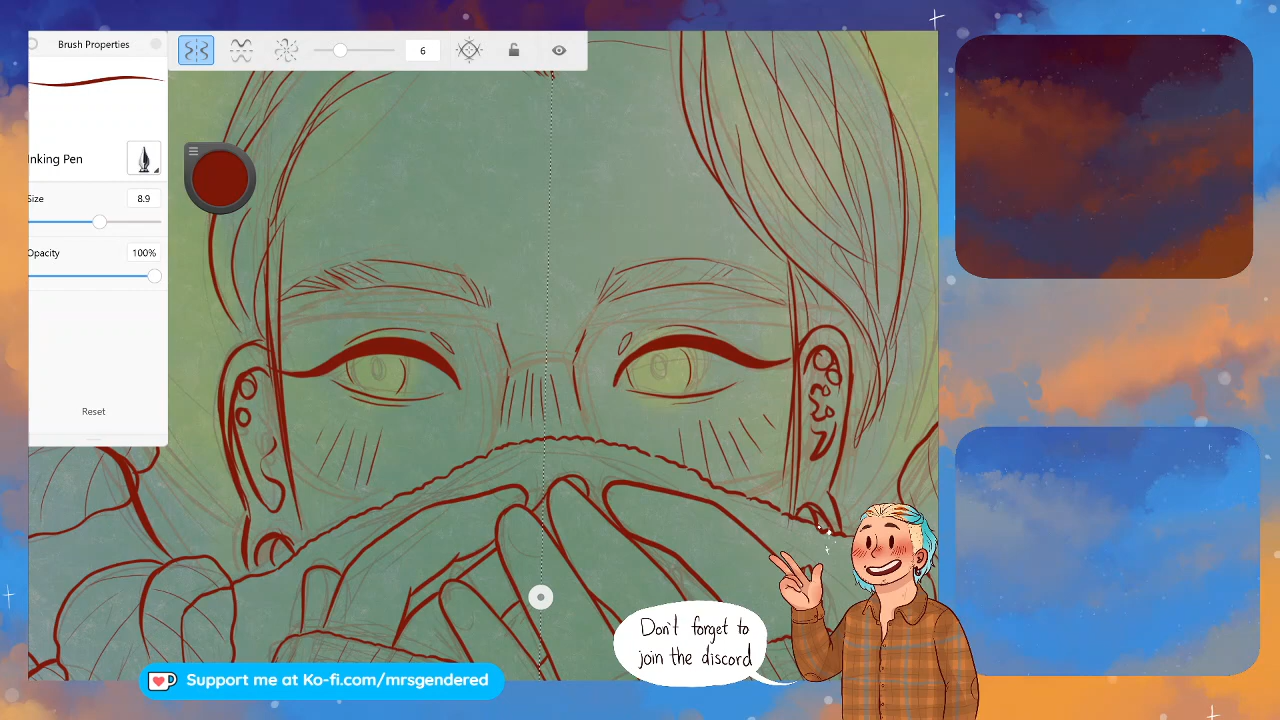 Brush Properties
6
nking Pen
Size
8.9
Opacity
100%
Reset
Don't forget to
join the discord
Support me at Ko-fi.com/mrsgendered